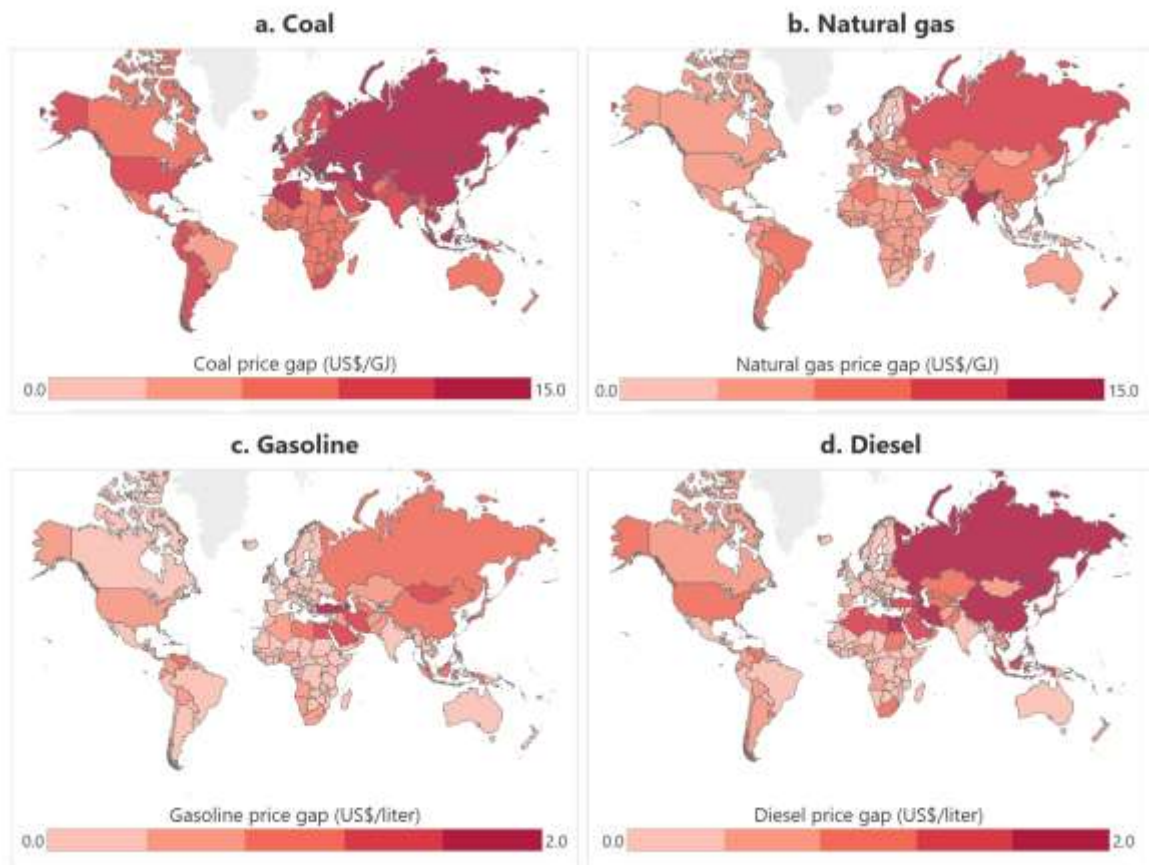 a. Coal
b. Natural gas
Coal price gap (US$/GJ)
0.0 15.0
Natural gas price gap (US$/GJ)
0.0 15.0
c. Gasoline
d. Diesel
Gasoline price gap (US$/liter)
0.0 2.0
Diesel price gap (US$/liter)
0.0 2.0